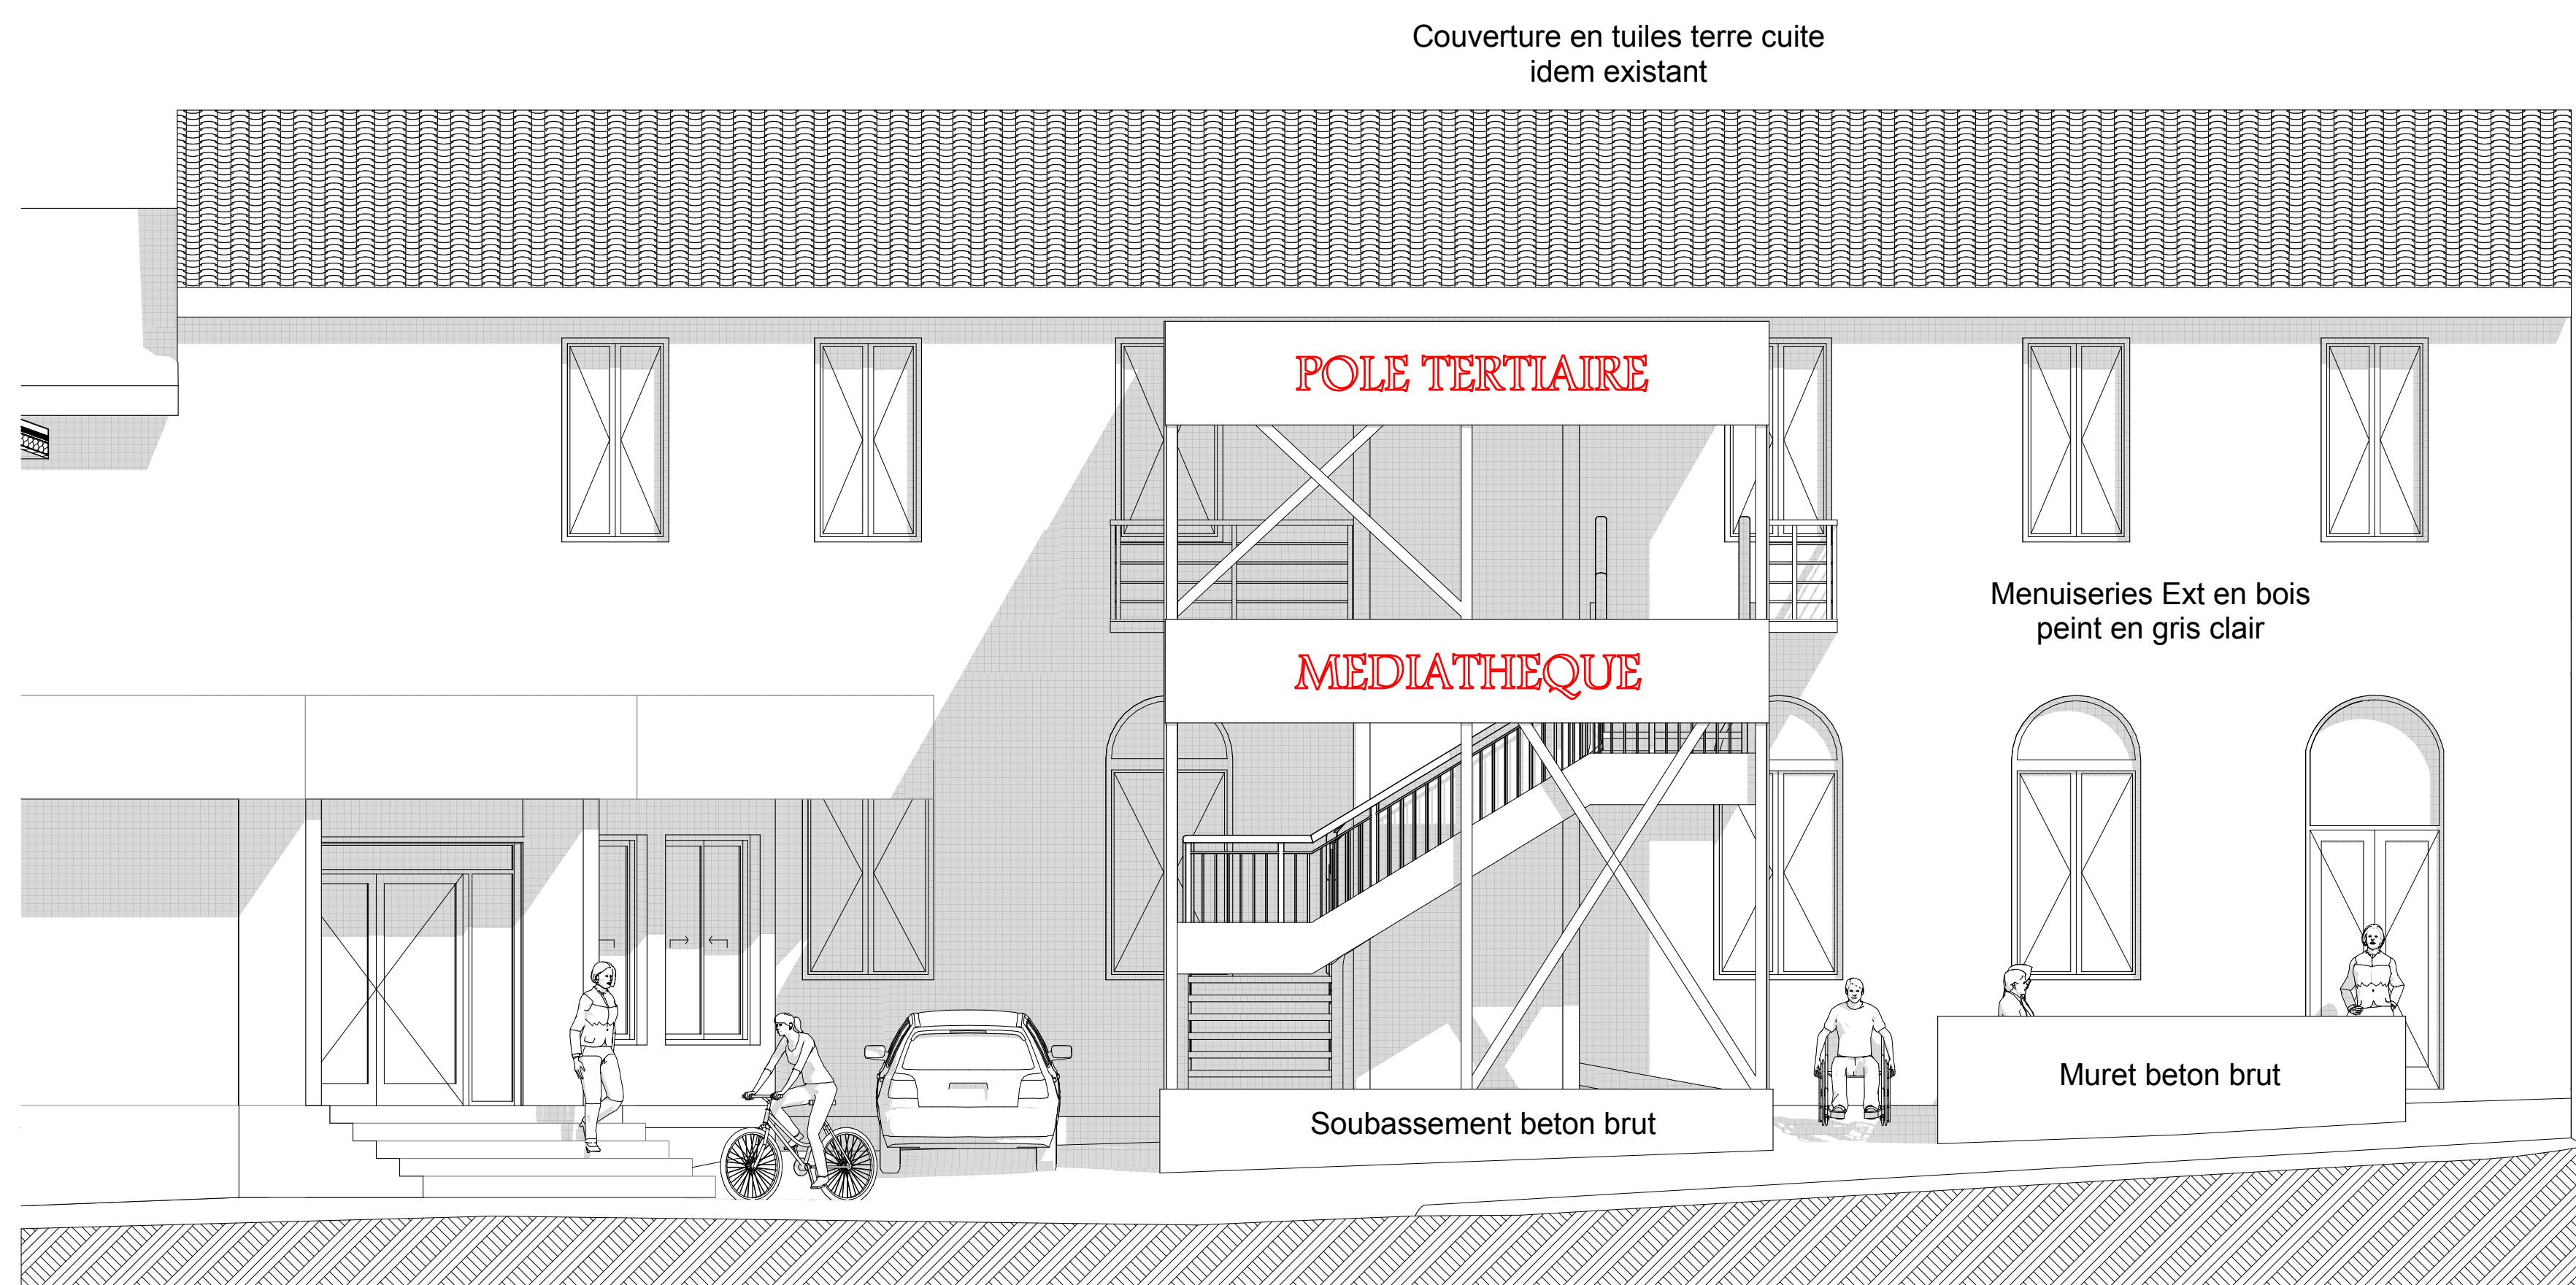 Couverture en tuiles terre cuite
idem existant
POLE TERTIAIRE
Menuiseries Ext en bois
peint en gris clair
MEDIATHEQUE
Muret beton brut
Soubassement beton brut